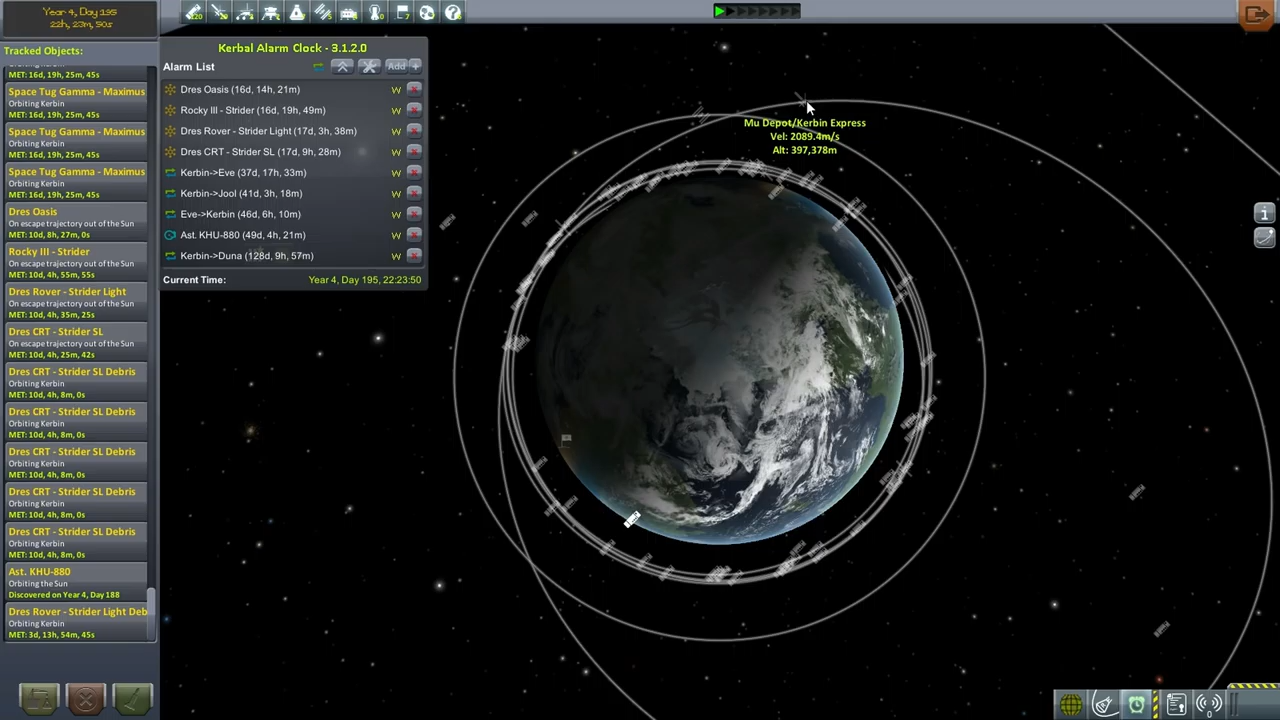 Year 4, Day 195
22h, 23m, 50s
Tracked Objects:
MET: 16d, 19h, 25m, 45s
Space Tug Gamma - Maximus
Orbiting Kerbin
MET: 16d, 19h, 25m, 45s
Space Tug Gamma - Maximus
Orbiting Kerbin
MET: 16d, 19h, 25m, 45s
Space Tug Gamma - Maximus
Orbiting Kerbin
MET: 16d, 19h, 25m, 45s
Dres Oasis
On escape trajectory out of the Sun
MET: 10d, 8h, 27m, 0s
Rocky III - Strider
On escape trajectory out of the Sun
MET: 10d, 4h, 55m, 55s
Dres Rover - Strider Light
On escape trajectory out of the Sun
MET: 10d, 4h, 35m, 25s
Dres CRT - Strider SL
On escape trajectory out of the Sun
MET: 10d, 4h, 25m, 42s
Dres CRT - Strider SL Debris
Orbiting Kerbin
MET: 10d, 4h, 8m, 0s
Dres CRT - Strider SL Debris
Orbiting Kerbin
MET: 10d, 4h, 8m, 0s
Dres CRT - Strider SL Debris
Orbiting Kerbin
MET: 10d, 4h, 8m, 0s
Dres CRT - Strider SL Debris
Orbiting Kerbin
MET: 10d, 4h, 8m, 0s
Dres CRT - Strider SL Debris
Orbiting Kerbin
MET: 10d, 4h, 8m, 0s
Ast. KHU-880
Orbiting the Sun
Discovered on Year 4, Day 188
Dres Rover - Strider Light Deb
Orbiting Kerbin
MET: 3d, 13h, 54m, 45s
Kerbal Alarm Clock - 3.1.2.0
Alarm List
Add +
Dres Oasis (16d, 14h, 21m) W
Rocky III - Strider (16d, 19h, 49m) W
Dres Rover - Strider Light (17d, 3h, 38m) W
Dres CRT - Strider SL (17d, 9h, 28m) W
Kerbin->Eve (37d, 17h, 33m) W
Kerbin->Jool (41d, 3h, 18m) W
Eve->Kerbin (46d, 6h, 10m) W
Ast. KHU-880 (49d, 4h, 21m) W
Kerbin->Duna (128d, 9h, 57m) W
Current Time: Year 4, Day 195, 22:23:50
Mu Depot/Kerbin Express
Vel: 2089.4m/s
Alt: 397,378m
0